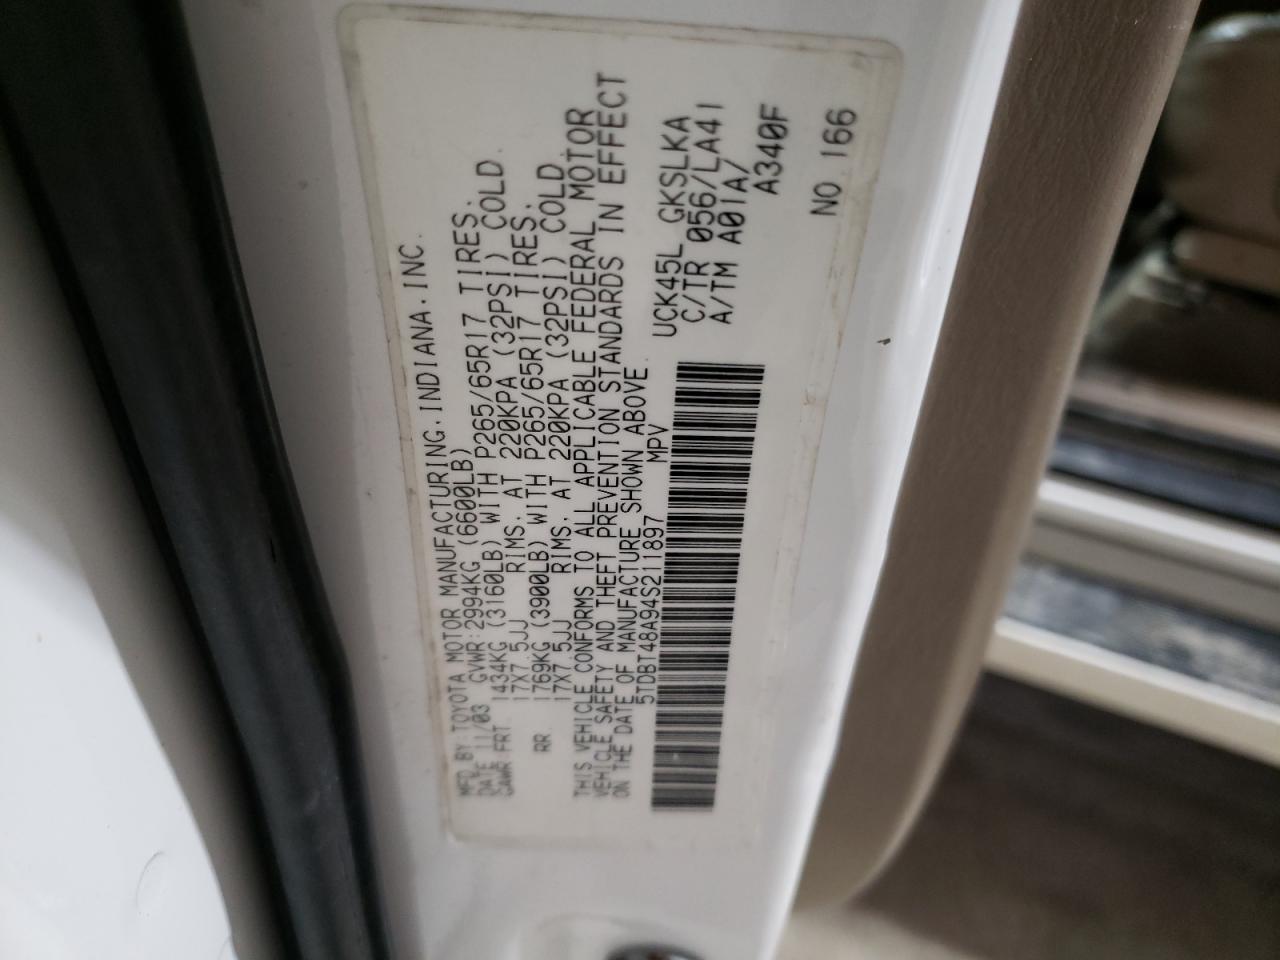 MFD. BY: TOYOTA MOTOR MANUFACTURING, INDIANA, INC.
DATE 11/03 GVWR: 2994KG (6600LB)
GAWR FRT. 1434KG (3160LB) WITH P265/65R17 TIRES.
17X7.5JJ RIMS. AT 220KPA (32PSI) COLD.
RR. 1769KG (3900LB) WITH P265/65R17 TIRES.
17X7.5JJ RIMS. AT 220KPA (32PSI) COLD.
THIS VEHICLE CONFORMS TO ALL APPLICABLE FEDERAL MOTOR
VEHICLE SAFETY AND THEFT PREVENTION STANDARDS IN EFFECT
ON THE DATE OF MANUFACTURE SHOWN ABOVE.
5TDBT48A94S211897 MPV
UCK45L GKSLKA
C/TR 056/LA41
A/TM A01A/
A340F
NO.166